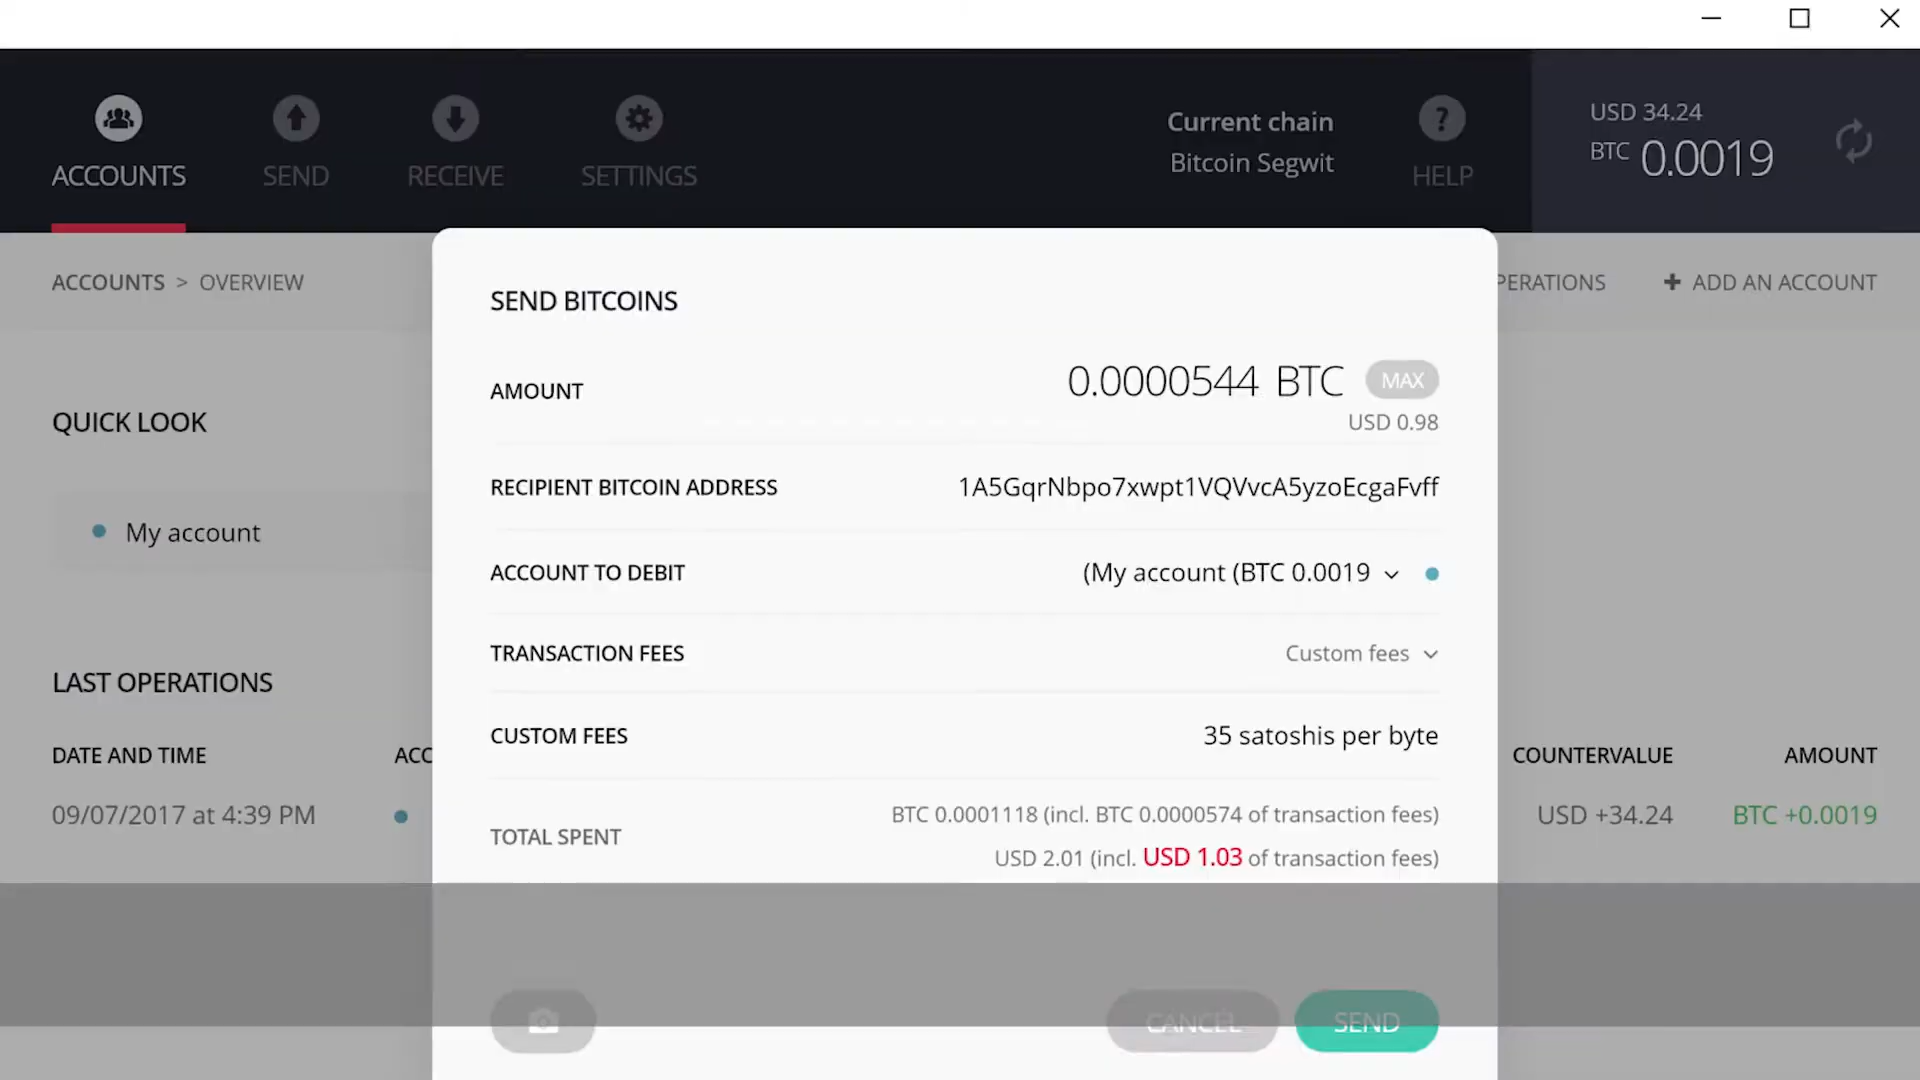 ACCOUNTS
SEND
RECEIVE
SETTINGS
Current chain
Bitcoin Segwit
?
HELP
USD 34.24
BTC 0.0019
ACCOUNTS > OVERVIEW
PERATIONS
+ ADD AN ACCOUNT
SEND BITCOINS
AMOUNT
0.0000544 BTC MAX
USD 0.98
QUICK LOOK
RECIPIENT BITCOIN ADDRESS
1A5GqrNbpo7xwpt1VQVvcA5yzoEcgaFvff
My account
ACCOUNT TO DEBIT
(My account (BTC 0.0019
TRANSACTION FEES
Custom fees
LAST OPERATIONS
CUSTOM FEES
35 satoshis per byte
DATE AND TIME
ACC
COUNTERVALUE
AMOUNT
09/07/2017 at 4:39 PM
USD +34.24
BTC +0.0019
TOTAL SPENT
BTC 0.0001118 (incl. BTC 0.0000574 of transaction fees)
USD 2.01 (incl. USD 1.03 of transaction fees)
CANCEL
SEND